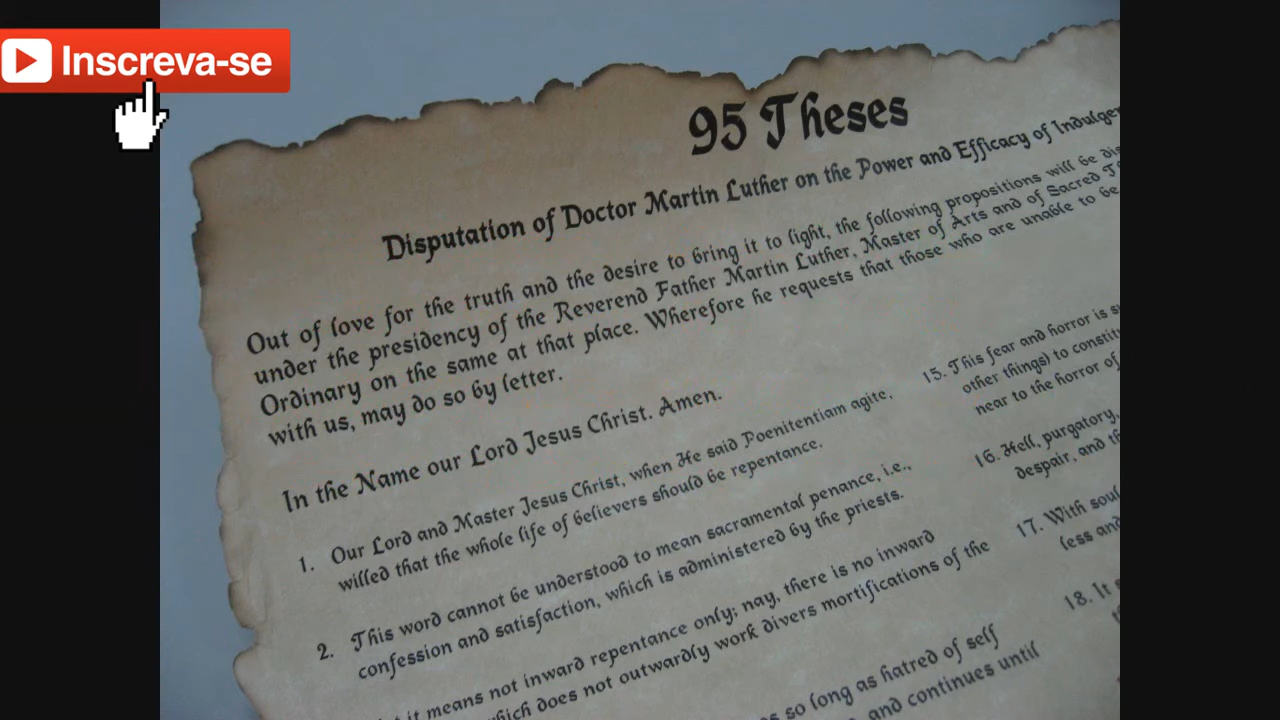 Inscreva-se
95 Theses
Disputation of Doctor Martin Luther on the Power and Efficacy of
Out of love for the truth and the desire to bring it to light, the following propositions will be
under the presidency of the Reverend Father Martin Luther, Master of Arts and of Sacred
Ordinary on the same at that place. Wherefore he requests that those who are unable to be
with us, may do so by letter.
In the Name our Lord Jesus Christ. Amen.
1. Our Lord and Master Jesus Christ, when He said Poenitentiam agite,
willed that the whole life of believers should be repentance.
2. This word cannot be understood to mean sacramental penance, i.e.,
confession and satisfaction, which is administered by the priests.
it means not inward repentance only; nay, there is no inward
which does not outwardly work divers mortifications of the
so long as hatred of self
and continues until
15. This fear and horror is
other things) to
near to the horror of
16. Hell, purgatory,
despair, and
17. With
less and
18. It